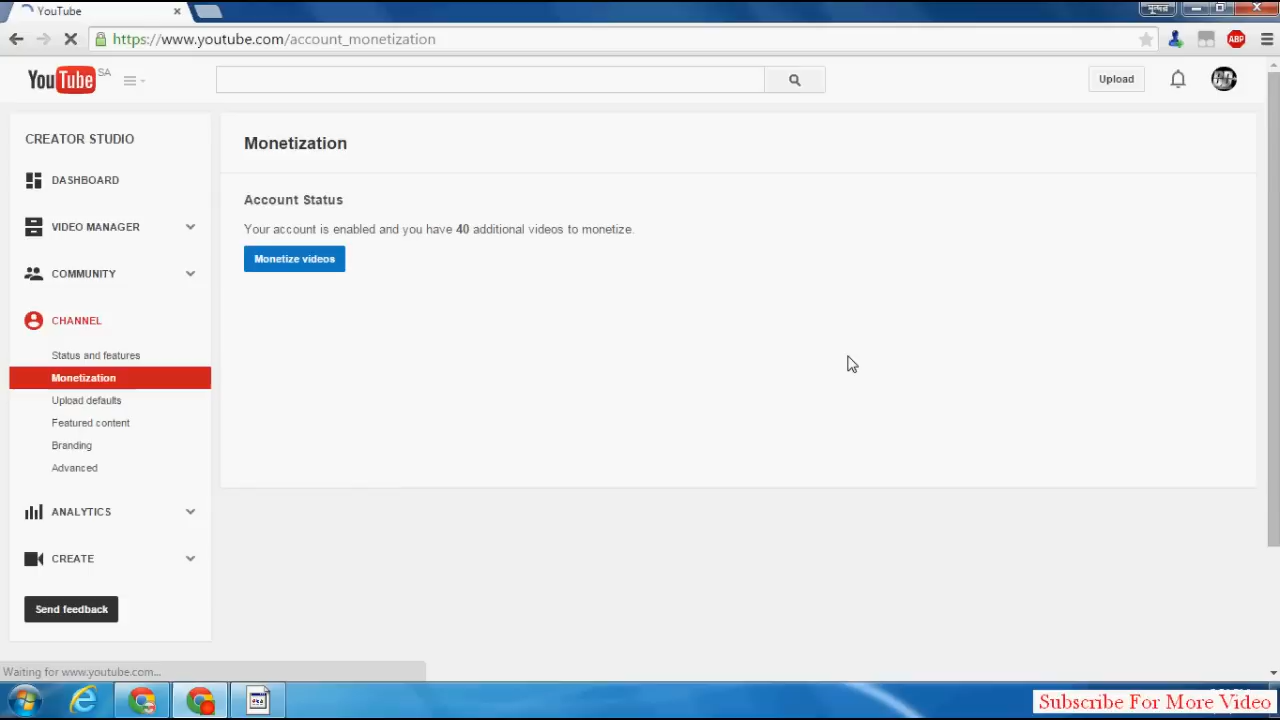 YouTube
https://www.youtube.com/account_monetization
ABP
YouTube SA
Upload
CREATOR STUDIO
DASHBOARD
VIDEO MANAGER
COMMUNITY
CHANNEL
Status and features
Monetization
Upload defaults
Featured content
Branding
Advanced
ANALYTICS
CREATE
Send feedback
Monetization
Account Status
Your account is enabled and you have 40 additional videos to monetize.
Monetize videos
Waiting for www.youtube.com...
Subscribe For More Video